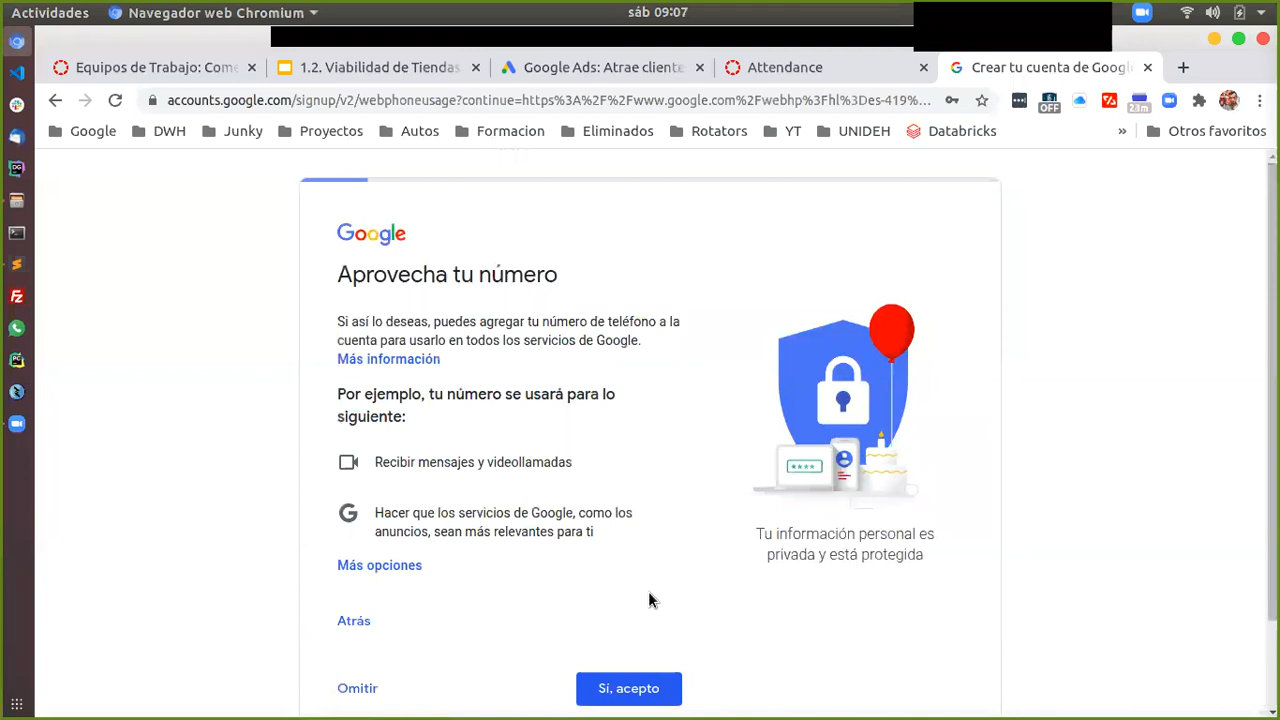 Actividades
Navegador web Chromium
sáb 09:07
Equipos de Trabajo: Come
1.2. Viabilidad de Tiendas
Google Ads: Atrae cliente
Attendance
Crear tu cuenta de Google
accounts.google.com/signup/v2/webphoneusage?continue=https%3A%2F%2Fwww.google.com%2Fwebhp%3Fhl%3Des-419%...
OFF
2.3m
Google
DWH
Junky
Proyectos
Autos
Formacion
Eliminados
Rotators
YT
UNIDEH
Databricks
»
Otros favoritos
Google
Aprovecha tu número
Si así lo deseas, puedes agregar tu número de teléfono a la
cuenta para usarlo en todos los servicios de Google.
Más información
Por ejemplo, tu número se usará para lo
siguiente:
Recibir mensajes y videollamadas
Hacer que los servicios de Google, como los
anuncios, sean más relevantes para ti
Más opciones
Atrás
Omitir
Sí, acepto
Tu información personal es
privada y está protegida